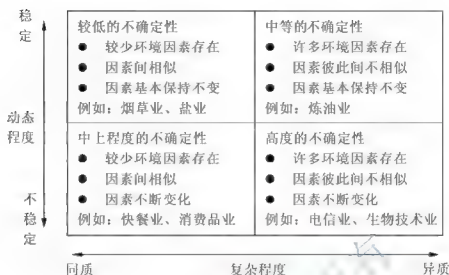 稳定
较低的不确定性
● 较少环境因素存在
● 因素间相似
● 因素基本保持不变
例如：烟草业、盐业
中等的不确定性
● 许多环境因素存在
● 因素彼此间不相似
● 因素基本保持不变
例如：炼油业
动态程度
中上程度的不确定性
● 较少环境因素存在
● 因素间相似
● 因素不断变化
例如：快餐业、消费品业
高度的不确定性
● 许多环境因素存在
● 因素彼此间不相似
● 因素不断变化
例如：电信业、生物技术业
不稳定
同质 复杂程度 异质